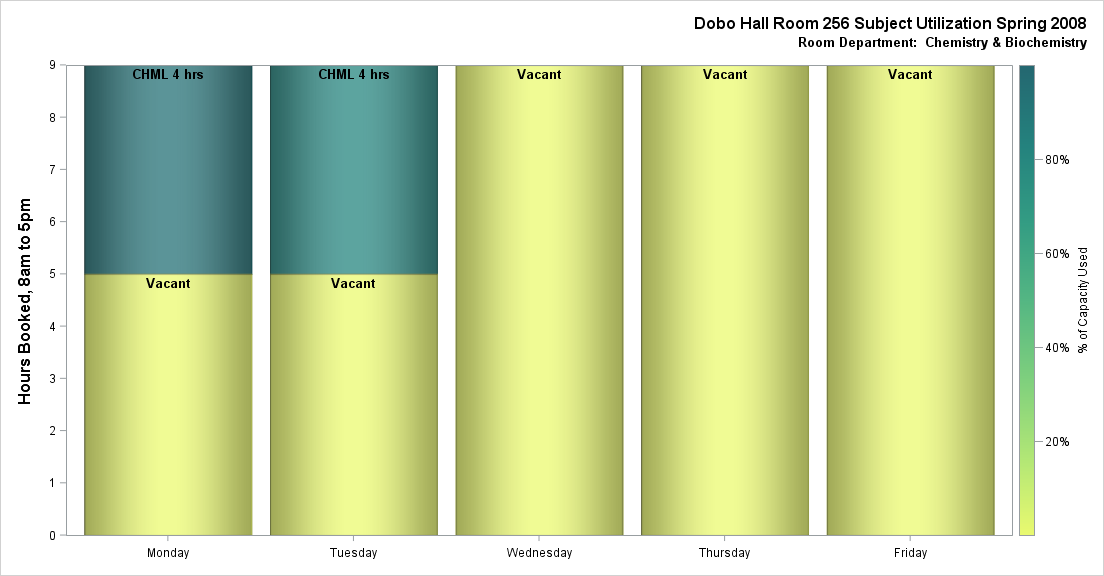 Dobo Hall Room 256 Subject Utilization Spring 2008
Room Department:  Chemistry & Biochemistry
Hours Booked, 8am to 5pm
9
8
7
6
5
4
3
2
1
0
CHML 4 hrs
CHML 4 hrs
Vacant
Vacant
Vacant
Vacant
Vacant
Monday
Tuesday
Wednesday
Thursday
Friday
80%
60%
40%
20%
% of Capacity Used